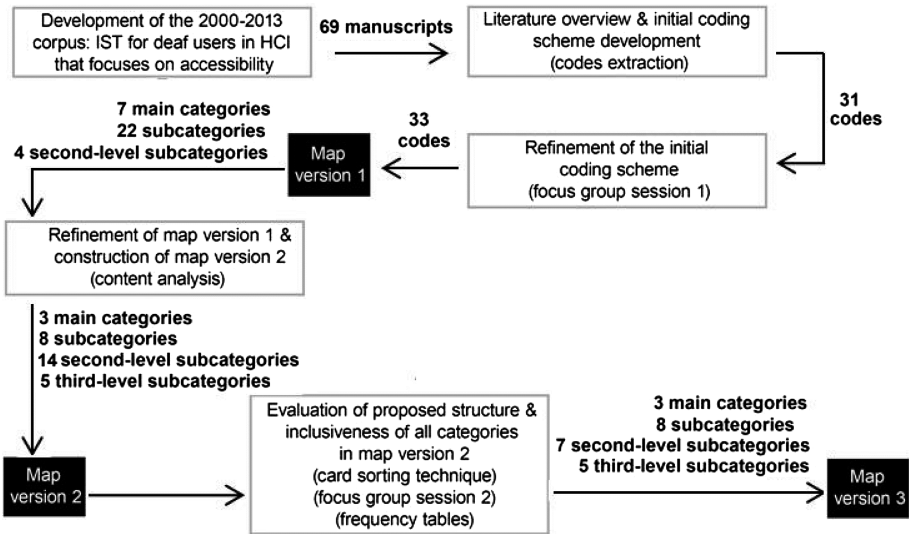 Development of the 2000-2013
corpus: IST for deaf users in HCI
that focuses on accessibility
69 manuscripts
Literature overview & initial coding
scheme development
(codes extraction)
31
codes
Refinement of the initial
coding scheme
(focus group session 1)
33
codes
Map
version 1
7 main categories
22 subcategories
4 second-level subcategories
Refinement of map version 1 &
construction of map version 2
(content analysis)
3 main categories
8 subcategories
14 second-level subcategories
5 third-level subcategories
Map
version 2
Evaluation of proposed structure &
inclusiveness of all categories
in map version 2
(card sorting technique)
(focus group session 2)
(frequency tables)
3 main categories
8 subcategories
7 second-level subcategories
5 third-level subcategories
Map
version 3